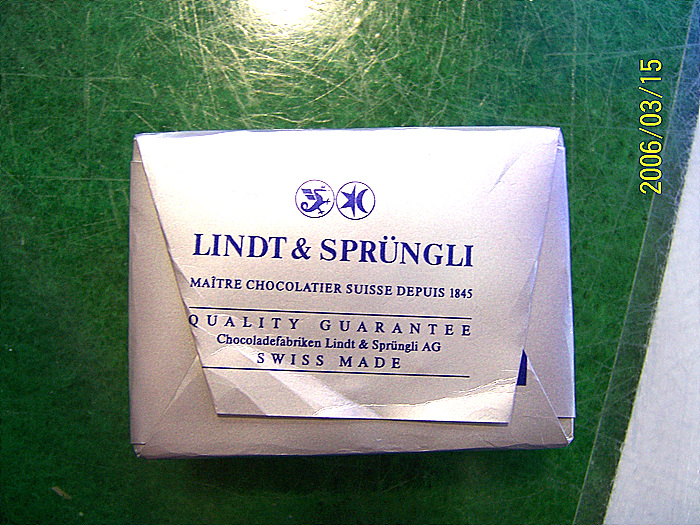 LINDT & SPRÜNGLI
MAÎTRE CHOCOLATIER SUISSE DEPUIS 1845
QUALITY GUARANTEE
Chocoladefabriken Lindt & Sprüngli AG
SWISS MADE
2006/03/15